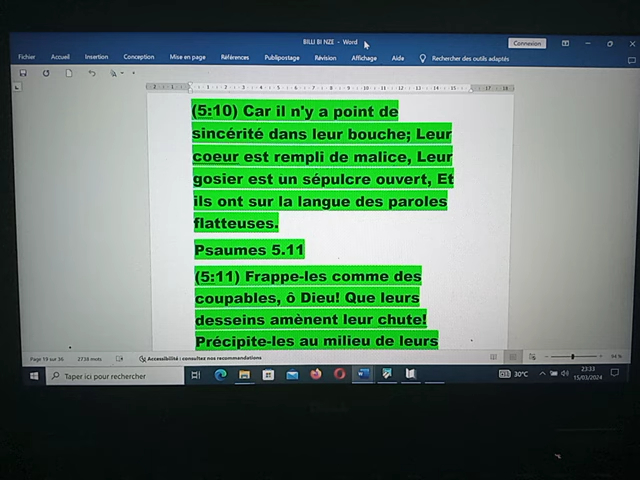 BILLI BI NZE - Word
Connexion
Fichier Accueil Insertion Conception Mise en page Références Publipostage Révision Affichage Aide Rechercher des outils adaptés
(5:10) Car il n'y a point de
sincérité dans leur bouche; Leur
coeur est rempli de malice, Leur
gosier est un sépulcre ouvert, Et
ils ont sur la langue des paroles
flatteuses.
Psaumes 5.11
(5:11) Frappe-les comme des
coupables, ô Dieu! Que leurs
desseins amènent leur chute!
Précipite-les au milieu de leurs
Page 19 sur 36 2738 mots Accessibilité : consultez nos recommandations
Taper ici pour rechercher
30°C
23:33
15/03/2024